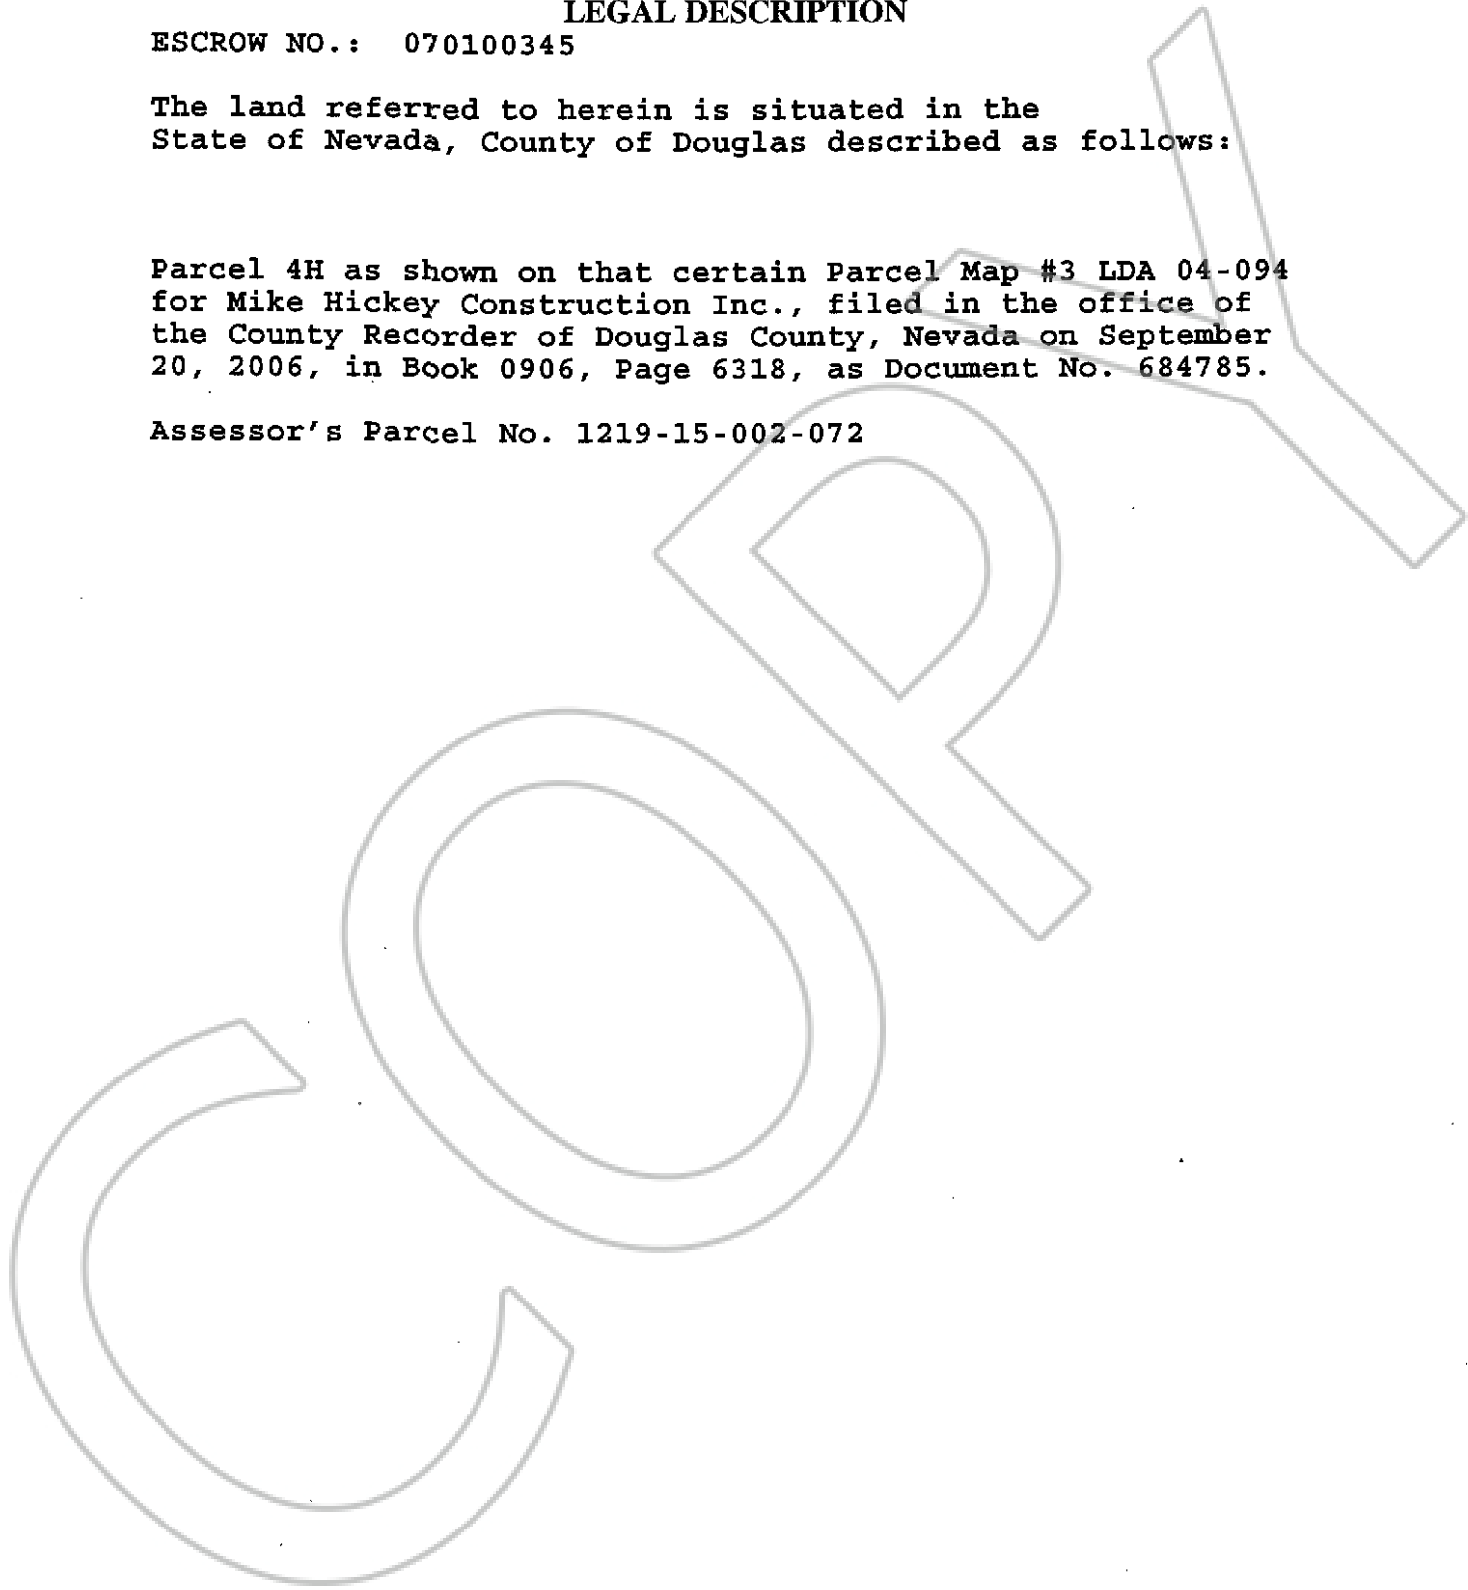 LEGAL DESCRIPTION
ESCROW NO.: 070100345
The land referred to herein is situated in the
State of Nevada, County of Douglas described as follows:
Parcel 4H as shown on that certain Parcel Map #3 LDA 04-094
for Mike Hickey Construction Inc., filed in the office of
the County Recorder of Douglas County, Nevada on September
20, 2006, in Book 0906, Page 6318, as Document No. 684785.
Assessor's Parcel No. 1219-15-002-072
COPY